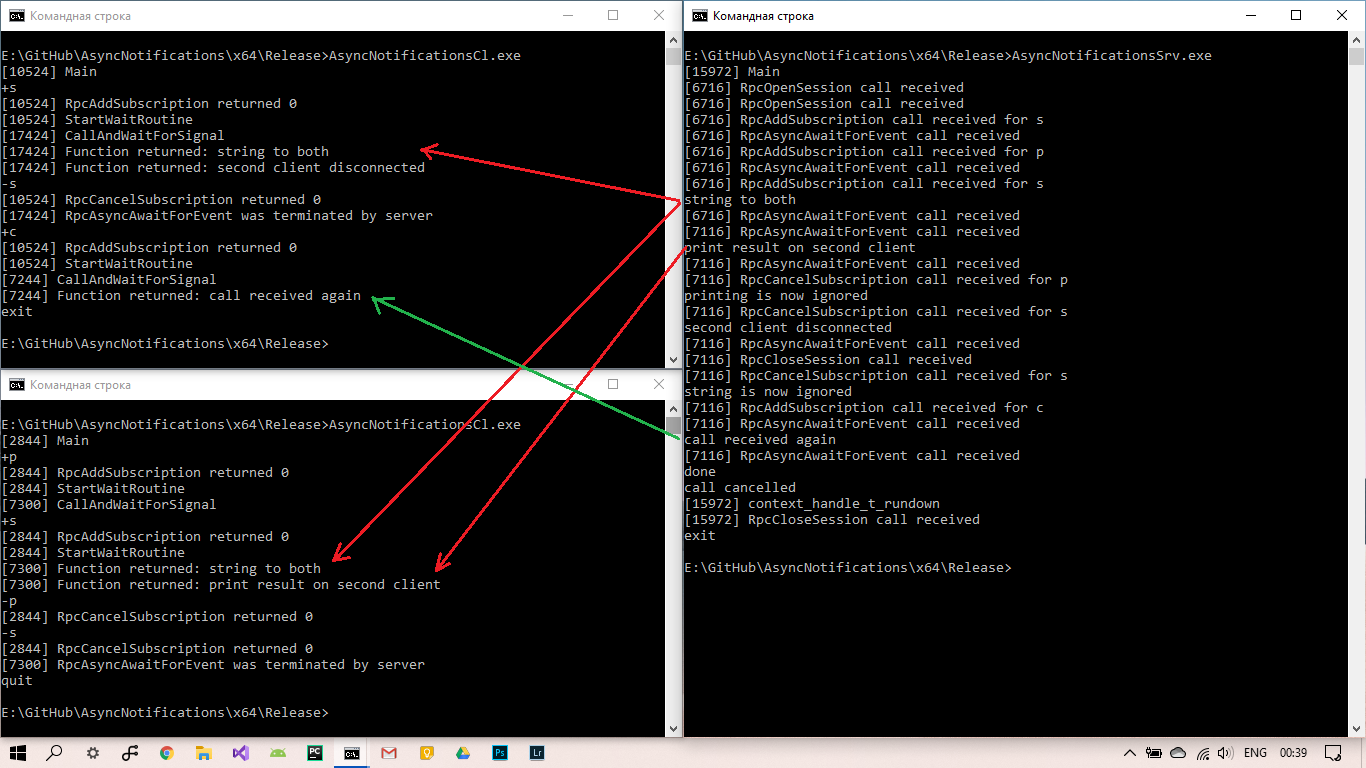 Командная строка
E:\GitHub\AsyncNotifications\x64\Release>AsyncNotificationsCl.exe
[10524] Main
+s
[10524] RpcAddSubscription returned 0
[10524] StartWaitRoutine
[17424] CallAndWaitForSignal
[17424] Function returned: string to both
[17424] Function returned: second client disconnected
-s
[10524] RpcCancelSubscription returned 0
[17424] RpcAsyncAwaitForEvent was terminated by server
+c
[10524] RpcAddSubscription returned 0
[10524] StartWaitRoutine
[7244] CallAndWaitForSignal
[7244] Function returned: call received again
exit
E:\GitHub\AsyncNotifications\x64\Release>
Командная строка
E:\GitHub\AsyncNotifications\x64\Release>AsyncNotificationsCl.exe
[2844] Main
+p
[2844] RpcAddSubscription returned 0
[2844] StartWaitRoutine
[7300] CallAndWaitForSignal
+s
[2844] RpcAddSubscription returned 0
[2844] StartWaitRoutine
[7300] Function returned: string to both
[7300] Function returned: print result on second client
-p
[2844] RpcCancelSubscription returned 0
-s
[2844] RpcCancelSubscription returned 0
[7300] RpcAsyncAwaitForEvent was terminated by server
quit
E:\GitHub\AsyncNotifications\x64\Release>
Командная строка
E:\GitHub\AsyncNotifications\x64\Release>AsyncNotificationsSrv.exe
[15972] Main
[6716] RpcOpenSession call received
[6716] RpcOpenSession call received
[6716] RpcAddSubscription call received for s
[6716] RpcAsyncAwaitForEvent call received
[6716] RpcAddSubscription call received for p
[6716] RpcAsyncAwaitForEvent call received
[6716] RpcAddSubscription call received for s
string to both
[6716] RpcAsyncAwaitForEvent call received
[7116] RpcAsyncAwaitForEvent call received
print result on second client
[7116] RpcAsyncAwaitForEvent call received
[7116] RpcCancelSubscription call received for p
printing is now ignored
[7116] RpcCancelSubscription call received for s
second client disconnected
[7116] RpcAsyncAwaitForEvent call received
[7116] RpcCloseSession call received
[7116] RpcCancelSubscription call received for s
string is now ignored
[7116] RpcAddSubscription call received for c
[7116] RpcAsyncAwaitForEvent call received
call received again
[7116] RpcAsyncAwaitForEvent call received
done
call cancelled
[15972] context_handle_t_rundown
[15972] RpcCloseSession call received
exit
E:\GitHub\AsyncNotifications\x64\Release>
PC
C:\.
Ps
Lr
ENG
00:39